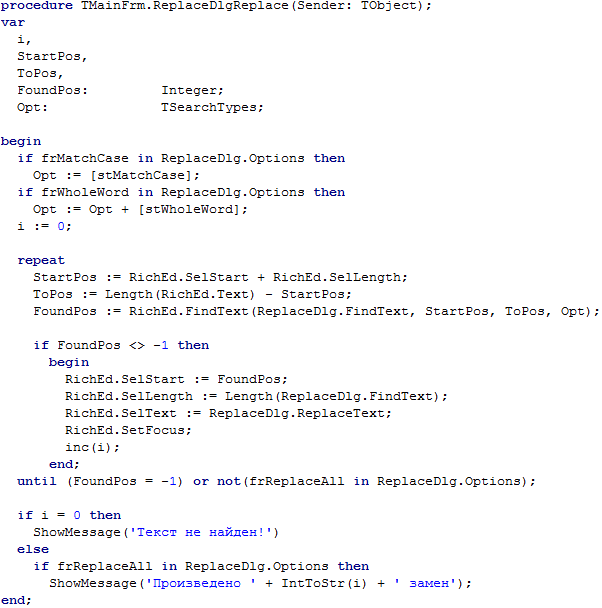 procedure TMainFrm.ReplaceDlgReplace(Sender: TObject);
var
  i,
  StartPos,
  ToPos,
  FoundPos:         Integer;
  Opt:              TSearchTypes;

begin
  if frMatchCase in ReplaceDlg.Options then
    Opt := [stMatchCase];
  if frWholeWord in ReplaceDlg.Options then
    Opt := Opt + [stWholeWord];
  i := 0;

  repeat
    StartPos := RichEd.SelStart + RichEd.SelLength;
    ToPos := Length(RichEd.Text) - StartPos;
    FoundPos := RichEd.FindText(ReplaceDlg.FindText, StartPos, ToPos, Opt);

    if FoundPos <> -1 then
      begin
        RichEd.SelStart := FoundPos;
        RichEd.SelLength := Length(ReplaceDlg.FindText);
        RichEd.SelText := ReplaceDlg.ReplaceText;
        RichEd.SetFocus;
        inc(i);
      end;
  until (FoundPos = -1) or not(frReplaceAll in ReplaceDlg.Options);

  if i = 0 then
    ShowMessage('Текст не найден!')
  else
    if frReplaceAll in ReplaceDlg.Options then
      ShowMessage('Произведено ' + IntToStr(i) + ' замен');
end;